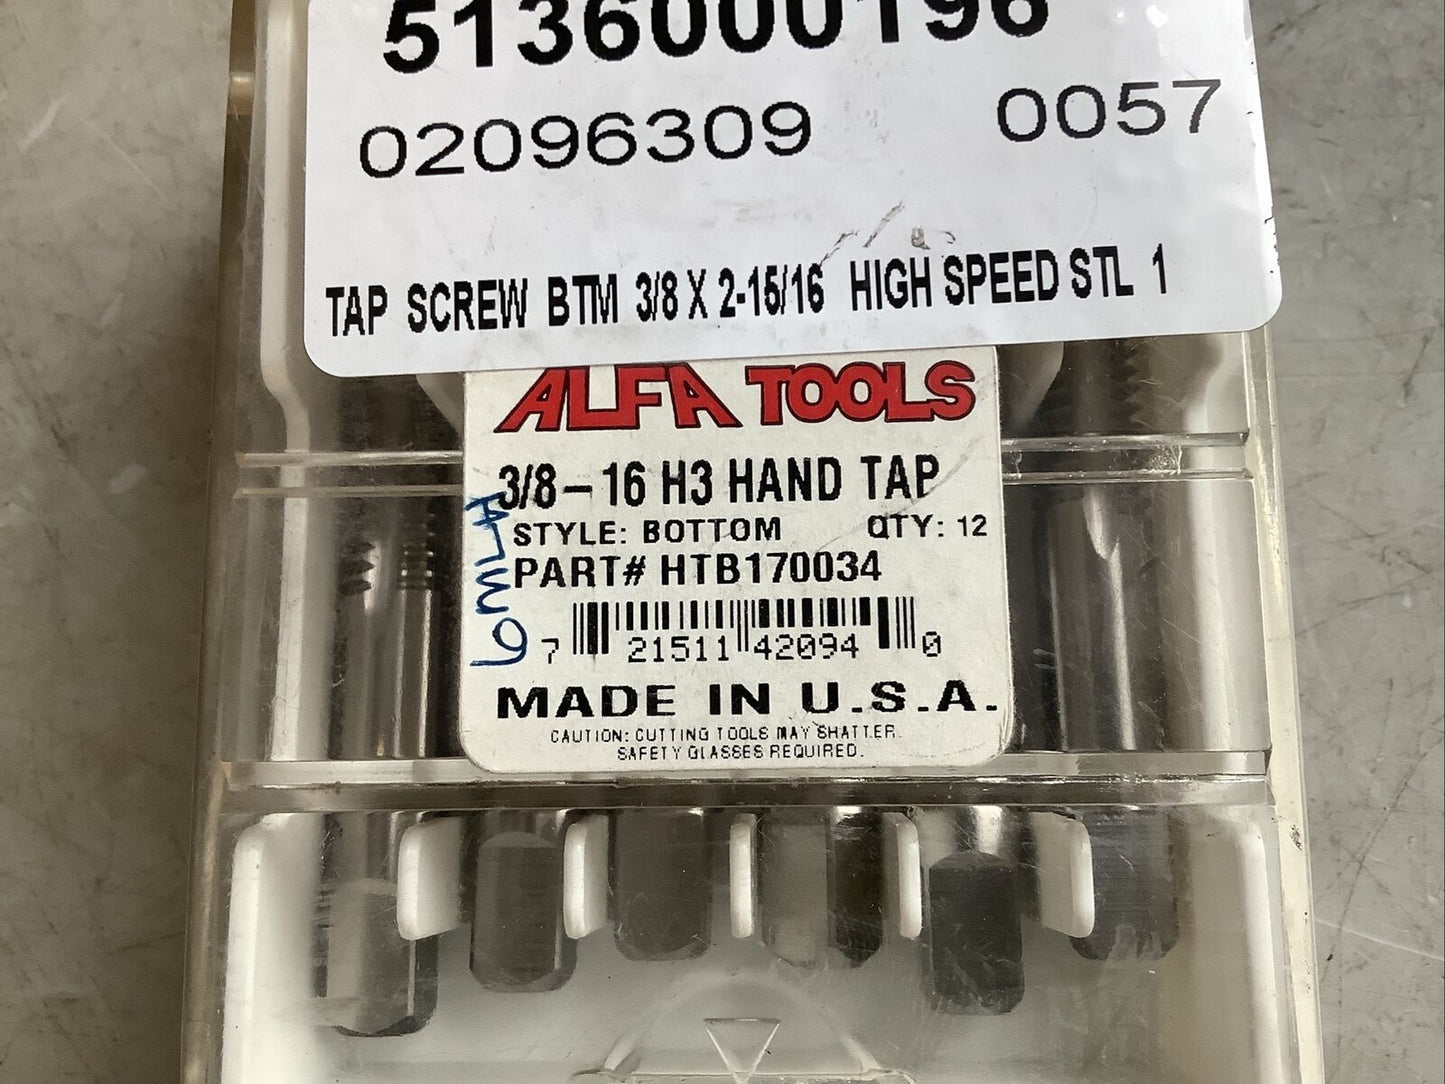 5136000196
02096309 0057
TAP SCREW BTM 3/8 X 2-15/16 HIGH SPEED STL 1
ALFA TOOLS
3/8-16 H3 HAND TAP
STYLE: BOTTOM QTY: 12
PART# HTB170034
7 21511 42094 0
MADE IN U.S.A.
CAUTION: CUTTING TOOLS MAY SHATTER.
SAFETY GLASSES REQUIRED.